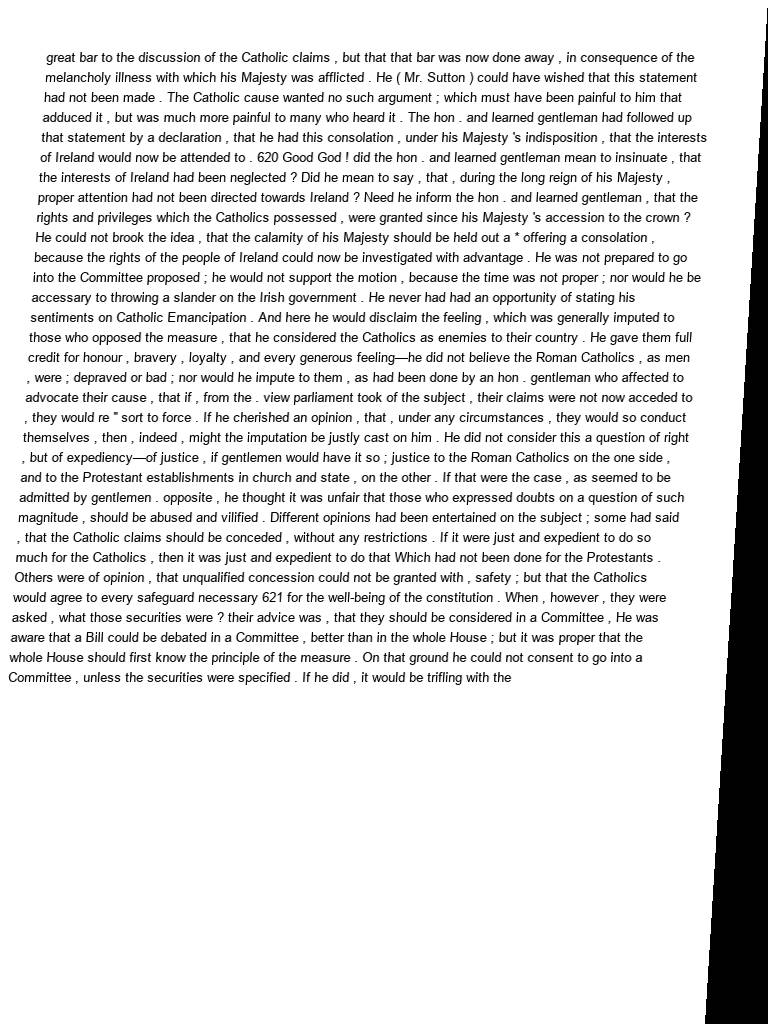 great bar to the discussion of the Catholic claims , but that that bar was now done away , in consequence of the
melancholy illness with which his Majesty was afflicted . He ( Mr. Sutton ) could have wished that this statement
had not been made . The Catholic cause wanted no such argument ; which must have been painful to him that
adduced it , but was much more painful to many who heard it . The hon . and learned gentleman had followed up
that statement by a declaration , that he had this consolation , under his Majesty 's indisposition , that the interests
of Ireland would now be attended to . 620 Good God ! did the hon . and learned gentleman mean to insinuate , that
the interests of Ireland had been neglected ? Did he mean to say , that , during the long reign of his Majesty ,
proper attention had not been directed towards Ireland ? Need he inform the hon . and learned gentleman , that the
rights and privileges which the Catholics possessed , were granted since his Majesty 's accession to the crown ?
He could not brook the idea , that the calamity of his Majesty should be held out a * offering a consolation ,
because the rights of the people of Ireland could now be investigated with advantage . He was not prepared to go
into the Committee proposed ; he would not support the motion , because the time was not proper ; nor would he be
accessary to throwing a slander on the Irish government . He never had had an opportunity of stating his
sentiments on Catholic Emancipation . And here he would disclaim the feeling , which was generally imputed to
those who opposed the measure , that he considered the Catholics as enemies to their country . He gave them full
credit for honour , bravery , loyalty , and every generous feeling—he did not believe the Roman Catholics , as men
, were ; depraved or bad ; nor would he impute to them , as had been done by an hon . gentleman who affected to
advocate their cause , that if , from the . view parliament took of the subject , their claims were not now acceded to
, they would re " sort to force . If he cherished an opinion , that , under any circumstances , they would so conduct
themselves , then , indeed , might the imputation be justly cast on him . He did not consider this a question of right
, but of expediency—of justice , if gentlemen would have it so ; justice to the Roman Catholics on the one side ,
and to the Protestant establishments in church and state , on the other . If that were the case , as seemed to be
admitted by gentlemen . opposite , he thought it was unfair that those who expressed doubts on a question of such
magnitude , should be abused and vilified . Different opinions had been entertained on the subject ; some had said
, that the Catholic claims should be conceded , without any restrictions . If it were just and expedient to do so
much for the Catholics , then it was just and expedient to do that Which had not been done for the Protestants .
Others were of opinion , that unqualified concession could not be granted with , safety ; but that the Catholics
would agree to every safeguard necessary 621 for the well-being of the constitution . When , however , they were
asked , what those securities were ? their advice was , that they should be considered in a Committee , He was
aware that a Bill could be debated in a Committee , better than in the whole House ; but it was proper that the
whole House should first know the principle of the measure . On that ground he could not consent to go into a
Committee , unless the securities were specified . If he did , it would be trifling with the